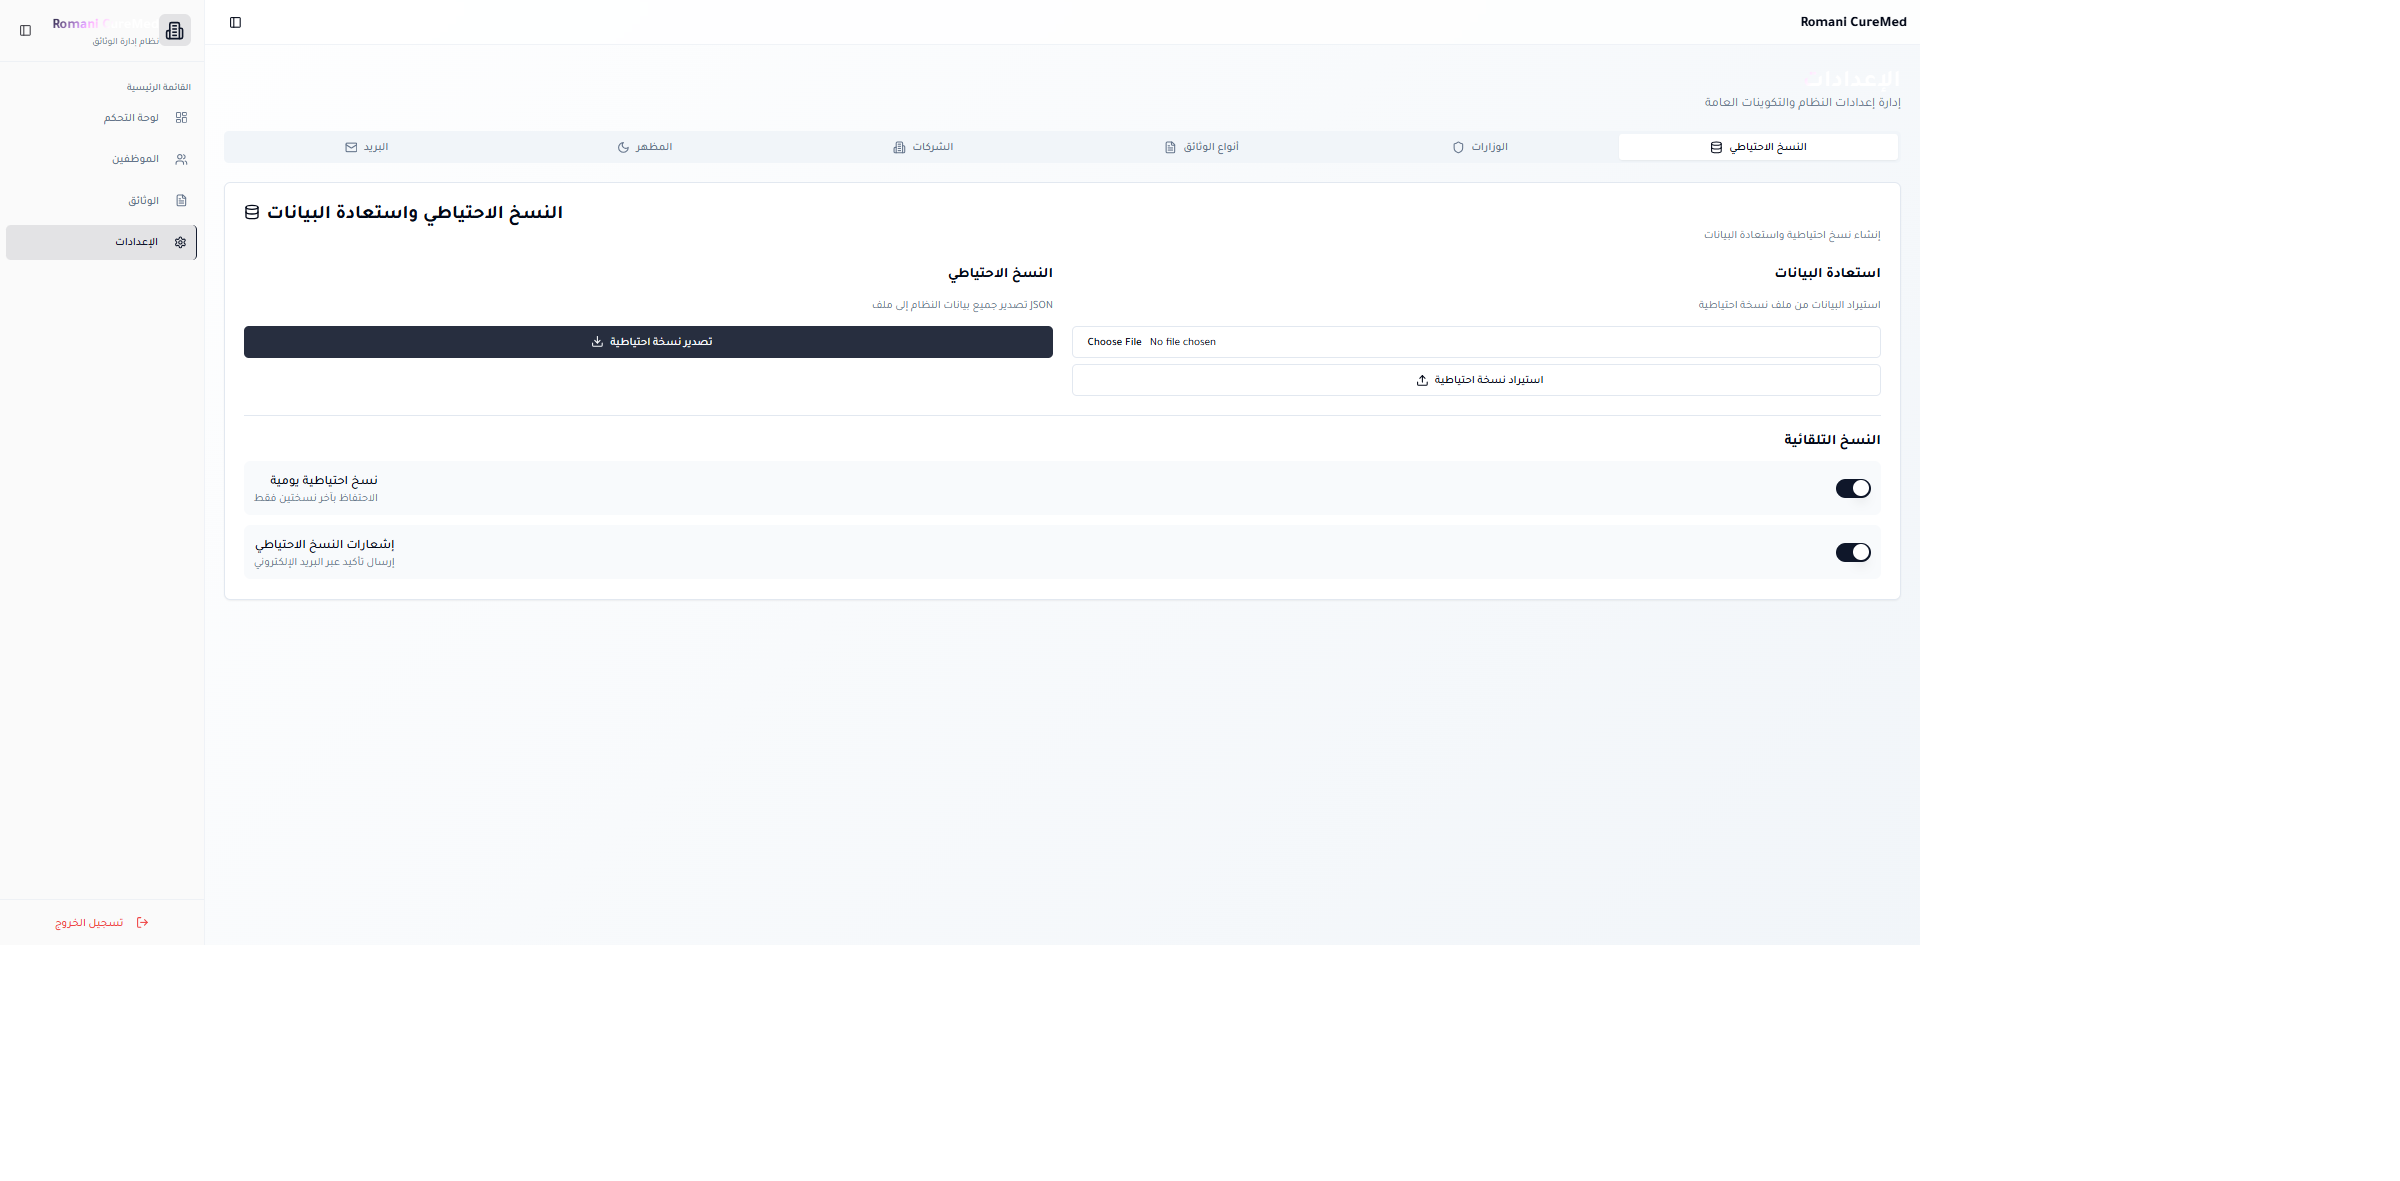 Romani CureMed
Romani
نظام إدارة الوثائق
القائمة الرئيسية
لوحة التحكم
الموظفين
الوثائق
الإعدادات
تسجيل الخروج
الإعدادات
إدارة إعدادات النظام والتكوينات العامة
النسخ الاحتياطي
الوزارات
أنواع الوثائق
الشركات
المظهر
البريد
النسخ الاحتياطي واستعادة البيانات
إنشاء نسخ احتياطية واستعادة البيانات
استعادة البيانات
استيراد البيانات من ملف نسخة احتياطية
Choose File No file chosen
استيراد نسخة احتياطية
النسخ الاحتياطي
تصدير جميع بيانات النظام إلى ملف JSON
تصدير نسخة احتياطية
النسخ التلقائية
نسخ احتياطية يومية
الاحتفاظ بآخر نسختين فقط
إشعارات النسخ الاحتياطي
إرسال تأكيد عبر البريد الإلكتروني